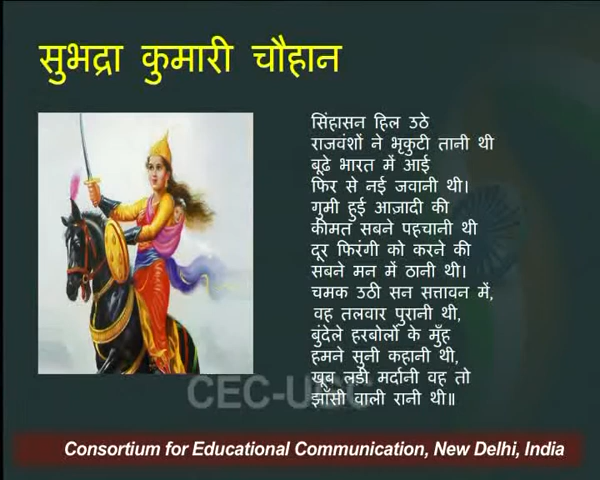 सुभद्रा कुमारी चौहान
सिंहासन हिल उठे
राजवंशों ने भृकुटी तानी थी
बूढे भारत में आई
फिर से नई जवानी थी।
गुमी हुई आज़ादी की
कीमत सबने पहचानी थी
दूर फिरंगी को करने की
सबने मन में ठानी थी।
चमक उठी सन सत्तावन में,
वह तलवार पुरानी थी,
बुंदेले हरबोलों के मुँह
हमने सुनी कहानी थी,
खूब लड़ी मर्दानी वह तो
झाँसी वाली रानी थी॥
CEC-UGC
Consortium for Educational Communication, New Delhi, India